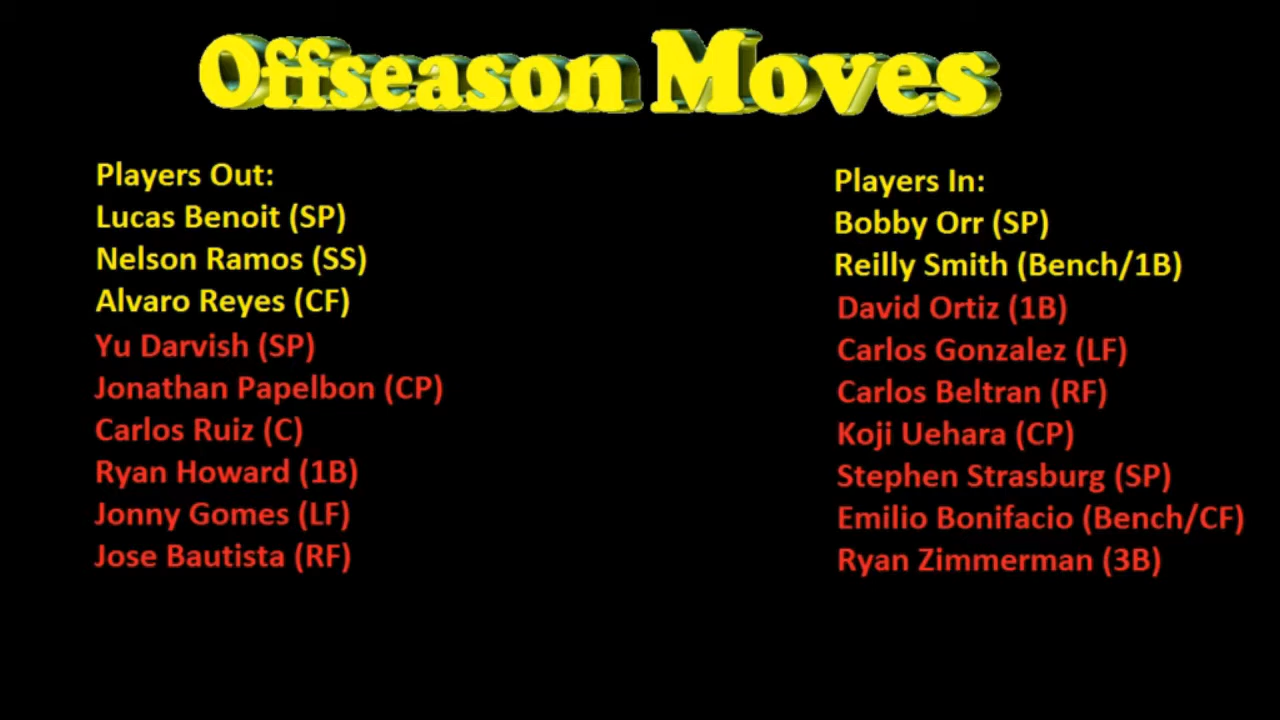 Offseason Moves
Players Out:
Lucas Benoit (SP)
Nelson Ramos (SS)
Alvaro Reyes (CF)
Yu Darvish (SP)
Jonathan Papelbon (CP)
Carlos Ruiz (C)
Ryan Howard (1B)
Jonny Gomes (LF)
Jose Bautista (RF)
Players In:
Bobby Orr (SP)
Reilly Smith (Bench/1B)
David Ortiz (1B)
Carlos Gonzalez (LF)
Carlos Beltran (RF)
Koji Uehara (CP)
Stephen Strasburg (SP)
Emilio Bonifacio (Bench/CF)
Ryan Zimmerman (3B)